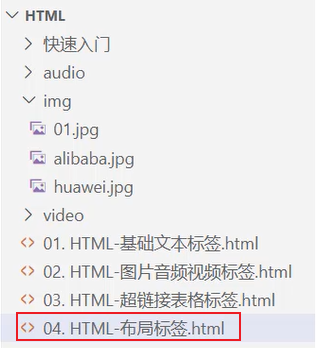 HTML
快速入门
audio
img
01.jpg
alibaba.jpg
huawei.jpg
video
01. HTML-基础文本标签.html
02. HTML-图片音频视频标签.html
03. HTML-超链接表格标签.html
04. HTML-布局标签.html